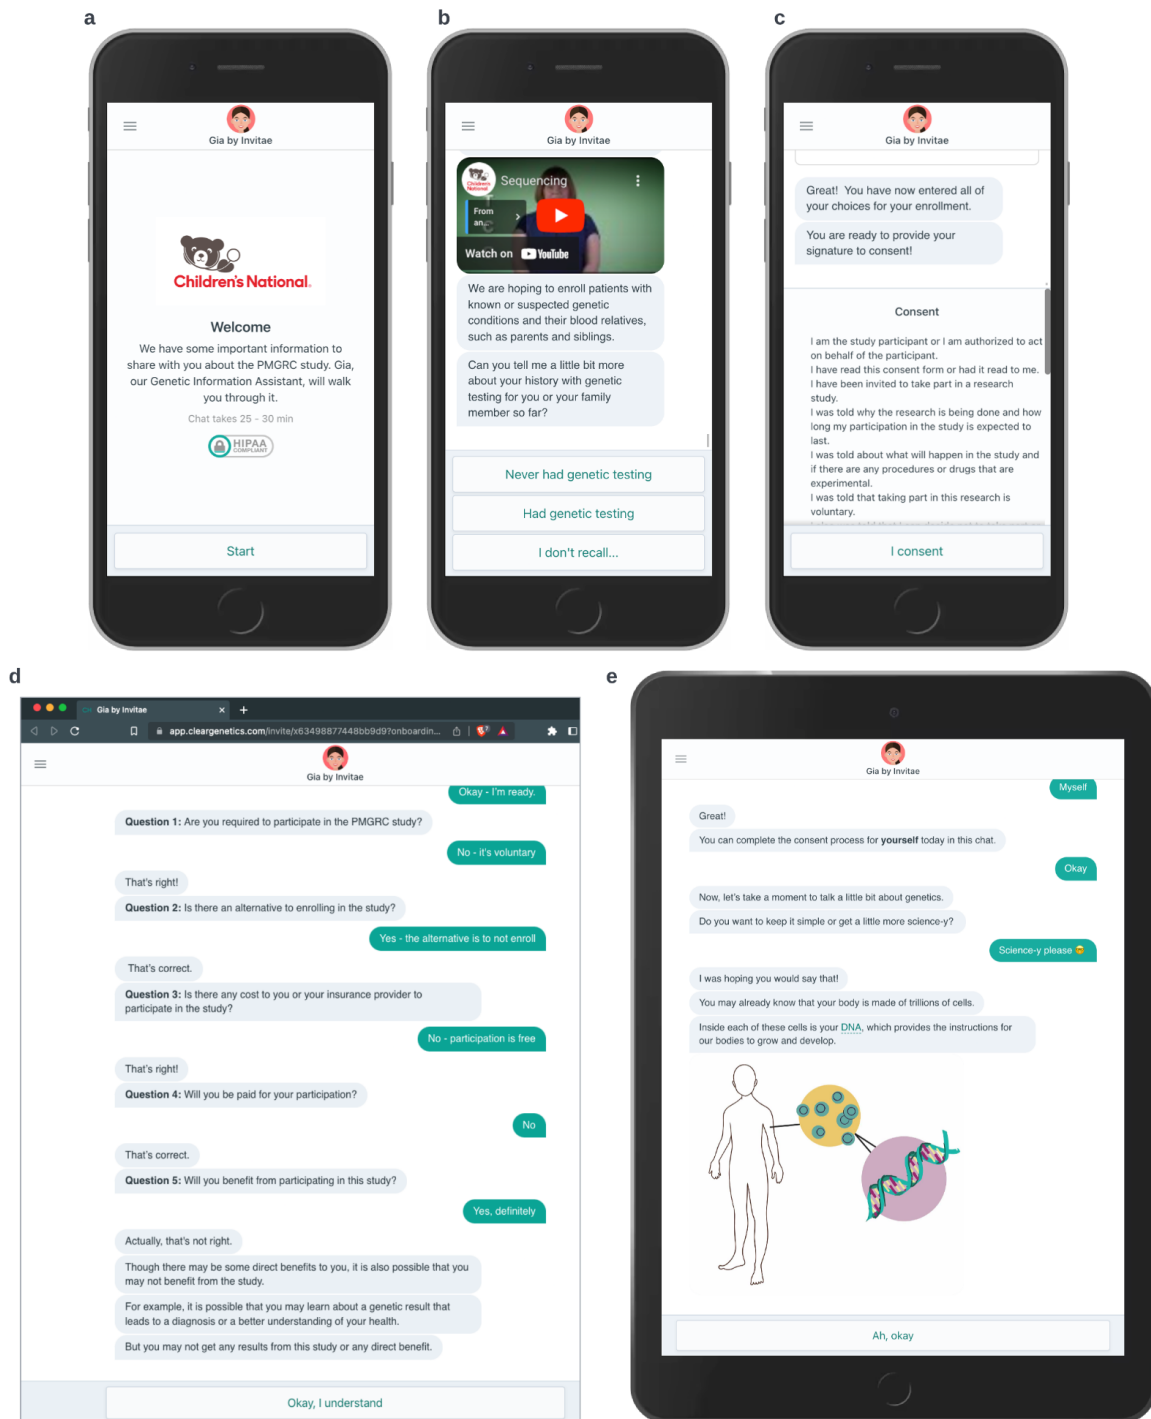 a
Gia by Invitae
Children's National
Welcome
We have some important information to
share with you about the PMGRC study. Gia,
our Genetic Information Assistant, will walk
you through it.
Chat takes 25 - 30 min
HIPAA
COMPLIANT
Start
b
Gia by Invitae
Children's
National
Sequencing
From
an...
Watch on YouTube
We are hoping to enroll patients with
known or suspected genetic
conditions and their blood relatives,
such as parents and siblings.
Can you tell me a little bit more
about your history with genetic
testing for you or your family
member so far?
Never had genetic testing
Had genetic testing
I don't recall...
c
Gia by Invitae
Great! You have now entered all of
your choices for your enrollment.
You are ready to provide your
signature to consent!
Consent
I am the study participant or I am authorized to act
on behalf of the participant.
I have read this consent form or had it read to me.
I have been invited to take part in a research
study.
I was told why the research is being done and how
long my participation in the study is expected to
last.
I was told about what will happen in the study and
if there are any procedures or drugs that are
experimental.
I was told that taking part in this research is
voluntary.
I consent
d
Gia by Invitae
app.cleargenetics.com/invite/x63498877448bb9d9?onboardin...
Gia by Invitae
Okay - I'm ready.
Question 1: Are you required to participate in the PMGRC study?
No - it's voluntary
That's right!
Question 2: Is there an alternative to enrolling in the study?
Yes - the alternative is to not enroll
That's correct.
Question 3: Is there any cost to you or your insurance provider to
participate in the study?
No - participation is free
That's right!
Question 4: Will you be paid for your participation?
No
That's correct.
Question 5: Will you benefit from participating in this study?
Yes, definitely
Actually, that's not right.
Though there may be some direct benefits to you, it is also possible that you
may not benefit from the study.
For example, it is possible that you may learn about a genetic result that
leads to a diagnosis or a better understanding of your health.
But you may not get any results from this study or any direct benefit.
Okay, I understand
e
Gia by Invitae
Myself
Great!
You can complete the consent process for yourself today in this chat.
Okay
Now, let's take a moment to talk a little bit about genetics.
Do you want to keep it simple or get a little more science-y?
Science-y please 🤓
I was hoping you would say that!
You may already know that your body is made of trillions of cells.
Inside each of these cells is your DNA, which provides the instructions for
our bodies to grow and develop.
Ah, okay